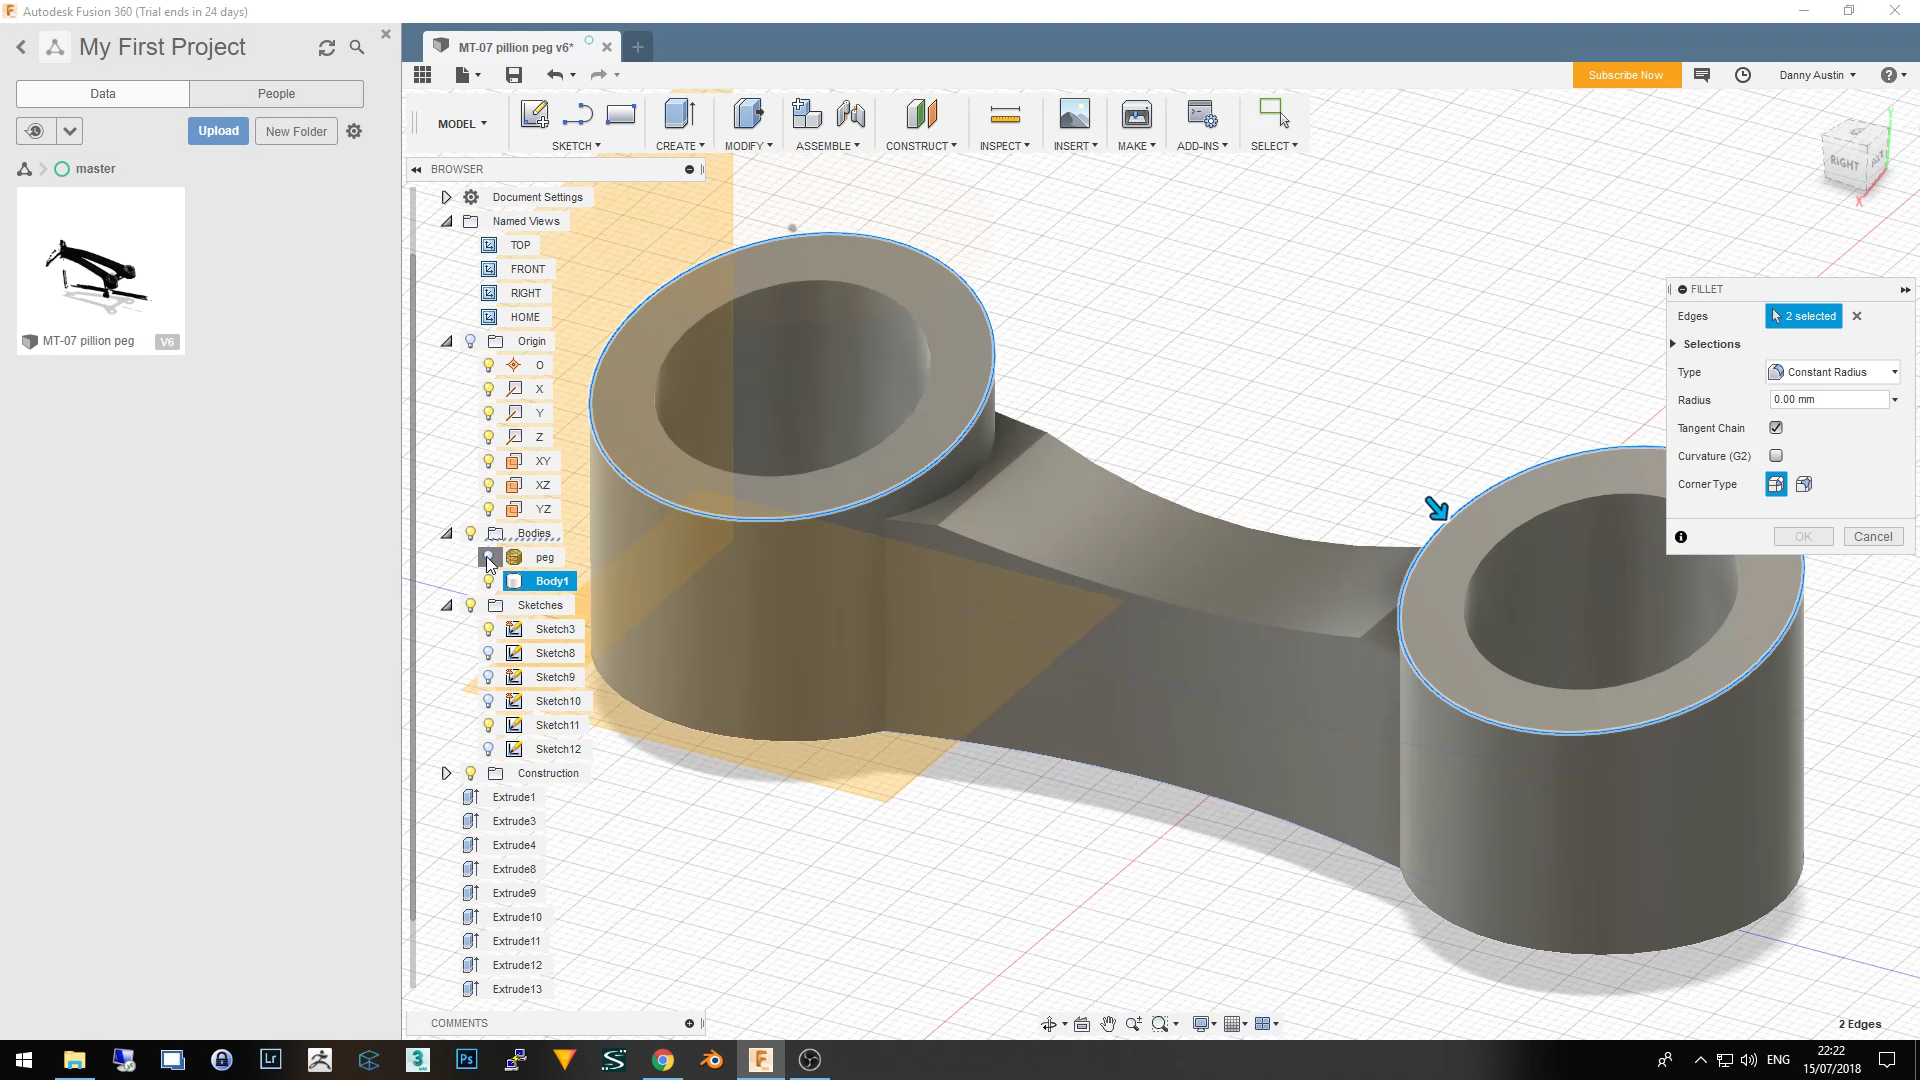 Autodesk Fusion 360 (Trial ends in 24 days)
My First Project
Data
People
Upload
New Folder
master
MT-07 pillion peg
V6
MT-07 pillion peg v6*
Subscribe Now
Danny Austin
MODEL
SKETCH
CREATE
MODIFY
ASSEMBLE
CONSTRUCT
INSPECT
INSERT
MAKE
ADD-INS
SELECT
BROWSER
Document Settings
Named Views
TOP
FRONT
RIGHT
HOME
Origin
O
X
Y
Z
XY
XZ
YZ
Bodies
peg
Body1
Sketches
Sketch3
Sketch8
Sketch9
Sketch10
Sketch11
Sketch12
Construction
Extrude1
Extrude3
Extrude4
Extrude8
Extrude9
Extrude10
Extrude11
Extrude12
Extrude13
COMMENTS
RIGHT
Y
X
FILLET
Edges
2 selected
Selections
Type
Constant Radius
Radius
0.00 mm
Tangent Chain
Curvature (G2)
Corner Type
OK
Cancel
2 Edges
Lr
3
Ps
ENG
22:22
15/07/2018